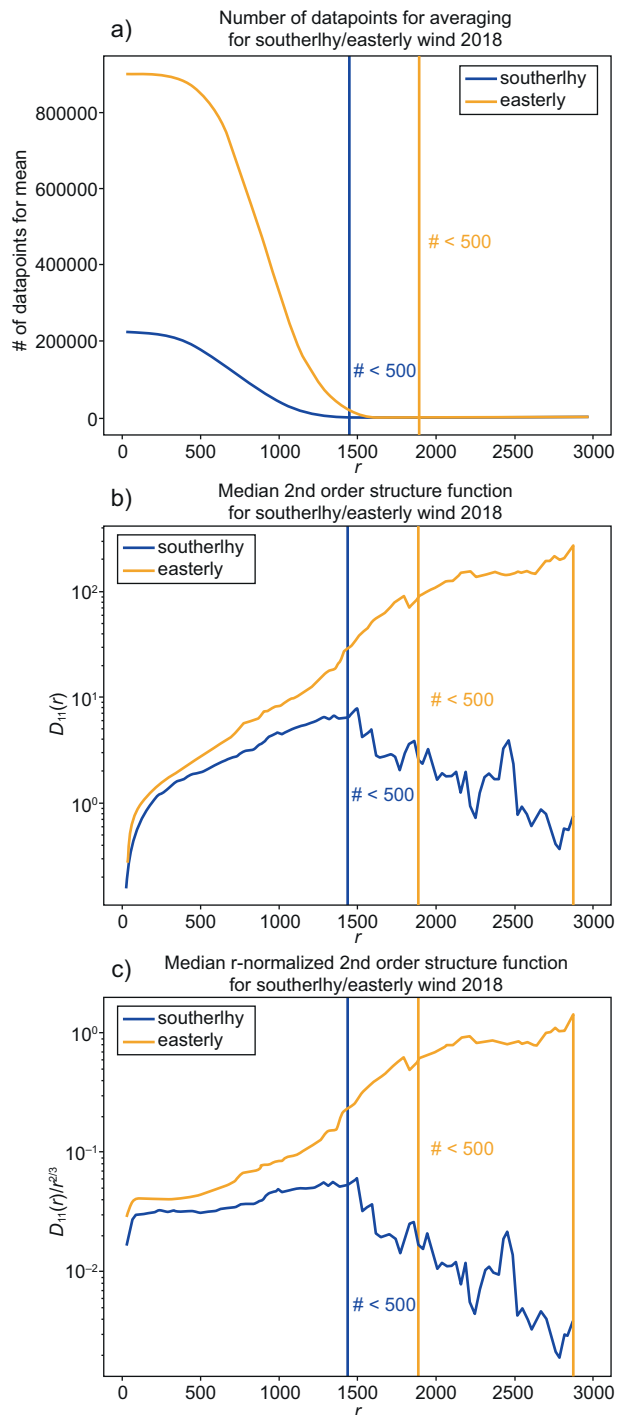 a)
Number of datapoints for averaging
for southerlhy/easterly wind 2018
southerlhy
easterly
# of datapoints for mean
800000
600000
400000
200000
0
# < 500
# < 500
0 500 1000 1500 2000 2500 3000
r
b)
Median 2nd order structure function
for southerlhy/easterly wind 2018
southerlhy
easterly
D11(r)
10^2
10^1
10^0
# < 500
# < 500
0 500 1000 1500 2000 2500 3000
r
c)
Median r-normalized 2nd order structure function
for southerlhy/easterly wind 2018
southerlhy
easterly
D11(r)/r^2/3
10^0
10^-1
10^-2
# < 500
# < 500
0 500 1000 1500 2000 2500 3000
r